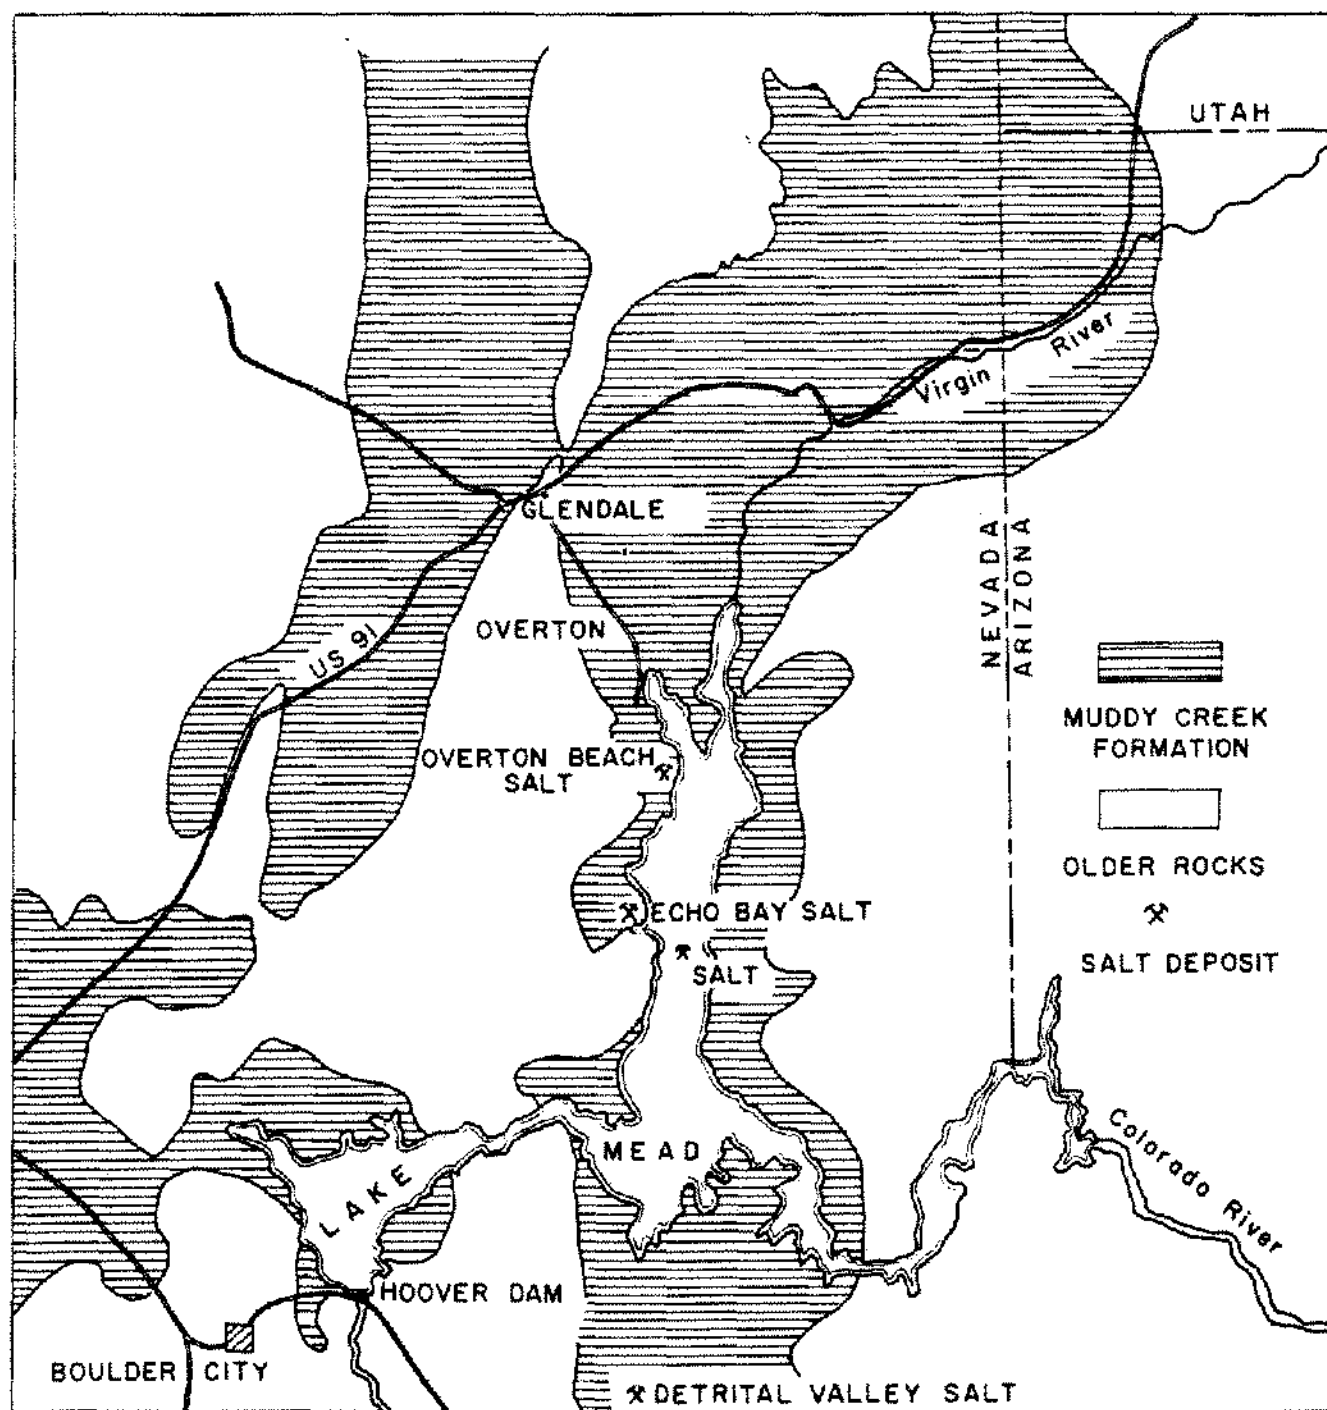 UTAH
Virgin River
GLENDALE
NEVADA
ARIZONA
OVERTON
US 91
MUDDY CREEK
FORMATION
OVERTON BEACH
SALT
OLDER ROCKS
ECHO BAY SALT
SALT
SALT DEPOSIT
Colorado River
LAKE MEAD
HOOVER DAM
BOULDER CITY
DETRITAL VALLEY SALT